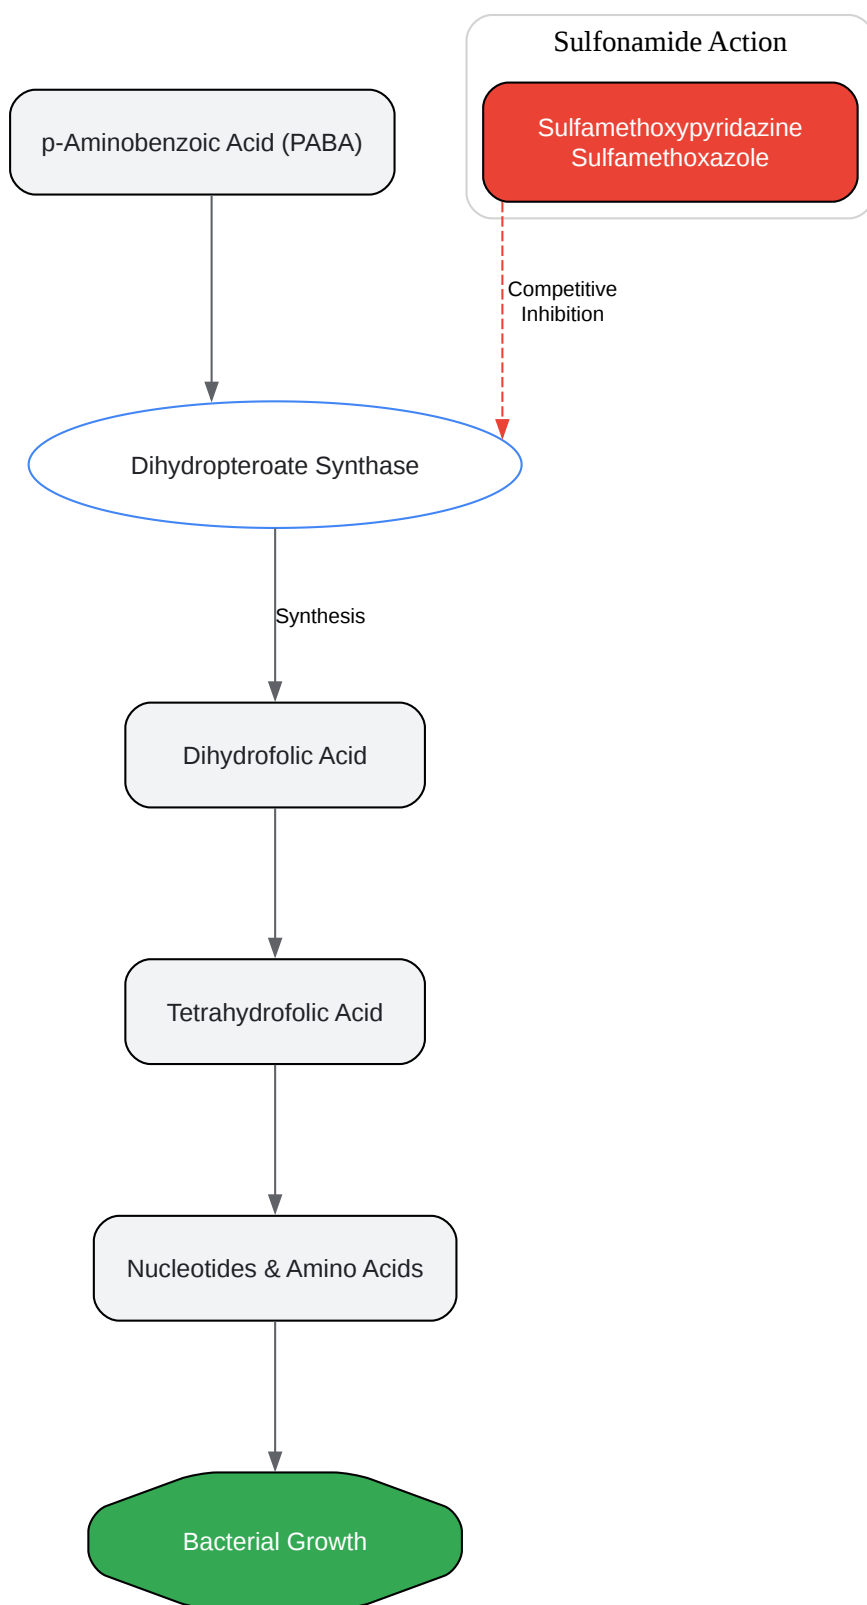 Sulfonamide Action
p-Aminobenzoic Acid (PABA)
Sulfamethoxypyridazine
Sulfamethoxazole
Competitive
Inhibition
Dihydropteroate Synthase
Synthesis
Dihydrofolic Acid
Tetrahydrofolic Acid
Nucleotides & Amino Acids
Bacterial Growth